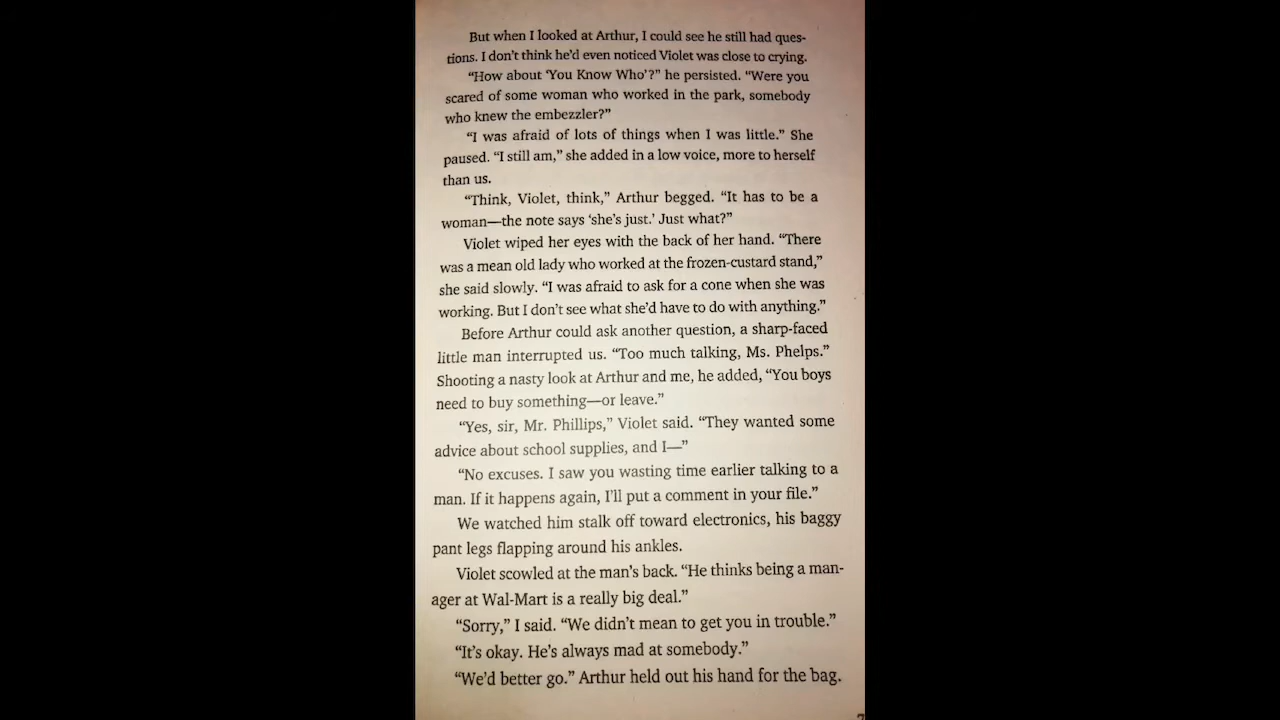 But when I looked at Arthur, I could see he still had ques-
tions. I don't think he'd even noticed Violet was close to crying.
“How about ‘You Know Who’?” he persisted. “Were you
scared of some woman who worked in the park, somebody
who knew the embezzler?”
“I was afraid of lots of things when I was little.” She
paused. “I still am,” she added in a low voice, more to herself
than us.
“Think, Violet, think,” Arthur begged. “It has to be a
woman—the note says ‘she's just.’ Just what?”
Violet wiped her eyes with the back of her hand. “There
was a mean old lady who worked at the frozen-custard stand,”
she said slowly. “I was afraid to ask for a cone when she was
working. But I don't see what she'd have to do with anything.”
Before Arthur could ask another question, a sharp-faced
little man interrupted us. “Too much talking, Ms. Phelps.”
Shooting a nasty look at Arthur and me, he added, “You boys
need to buy something—or leave.”
“Yes, sir, Mr. Phillips,” Violet said. “They wanted some
advice about school supplies, and I—”
“No excuses. I saw you wasting time earlier talking to a
man. If it happens again, I'll put a comment in your file.”
We watched him stalk off toward electronics, his baggy
pant legs flapping around his ankles.
Violet scowled at the man's back. “He thinks being a man-
ager at Wal-Mart is a really big deal.”
“Sorry,” I said. “We didn't mean to get you in trouble.”
“It's okay. He's always mad at somebody.”
“We'd better go.” Arthur held out his hand for the bag.